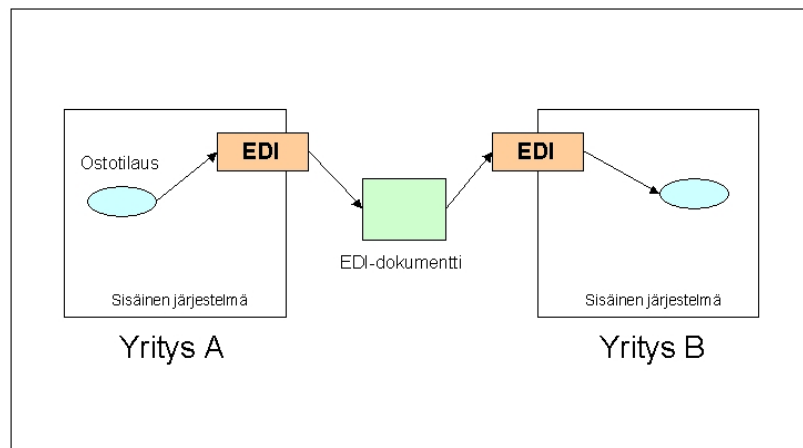 EDI
EDI
Ostotilaus
EDI-dokumentti
Sisäinen järjestelmä
Sisäinen järjestelmä
Yritys A
Yritys B